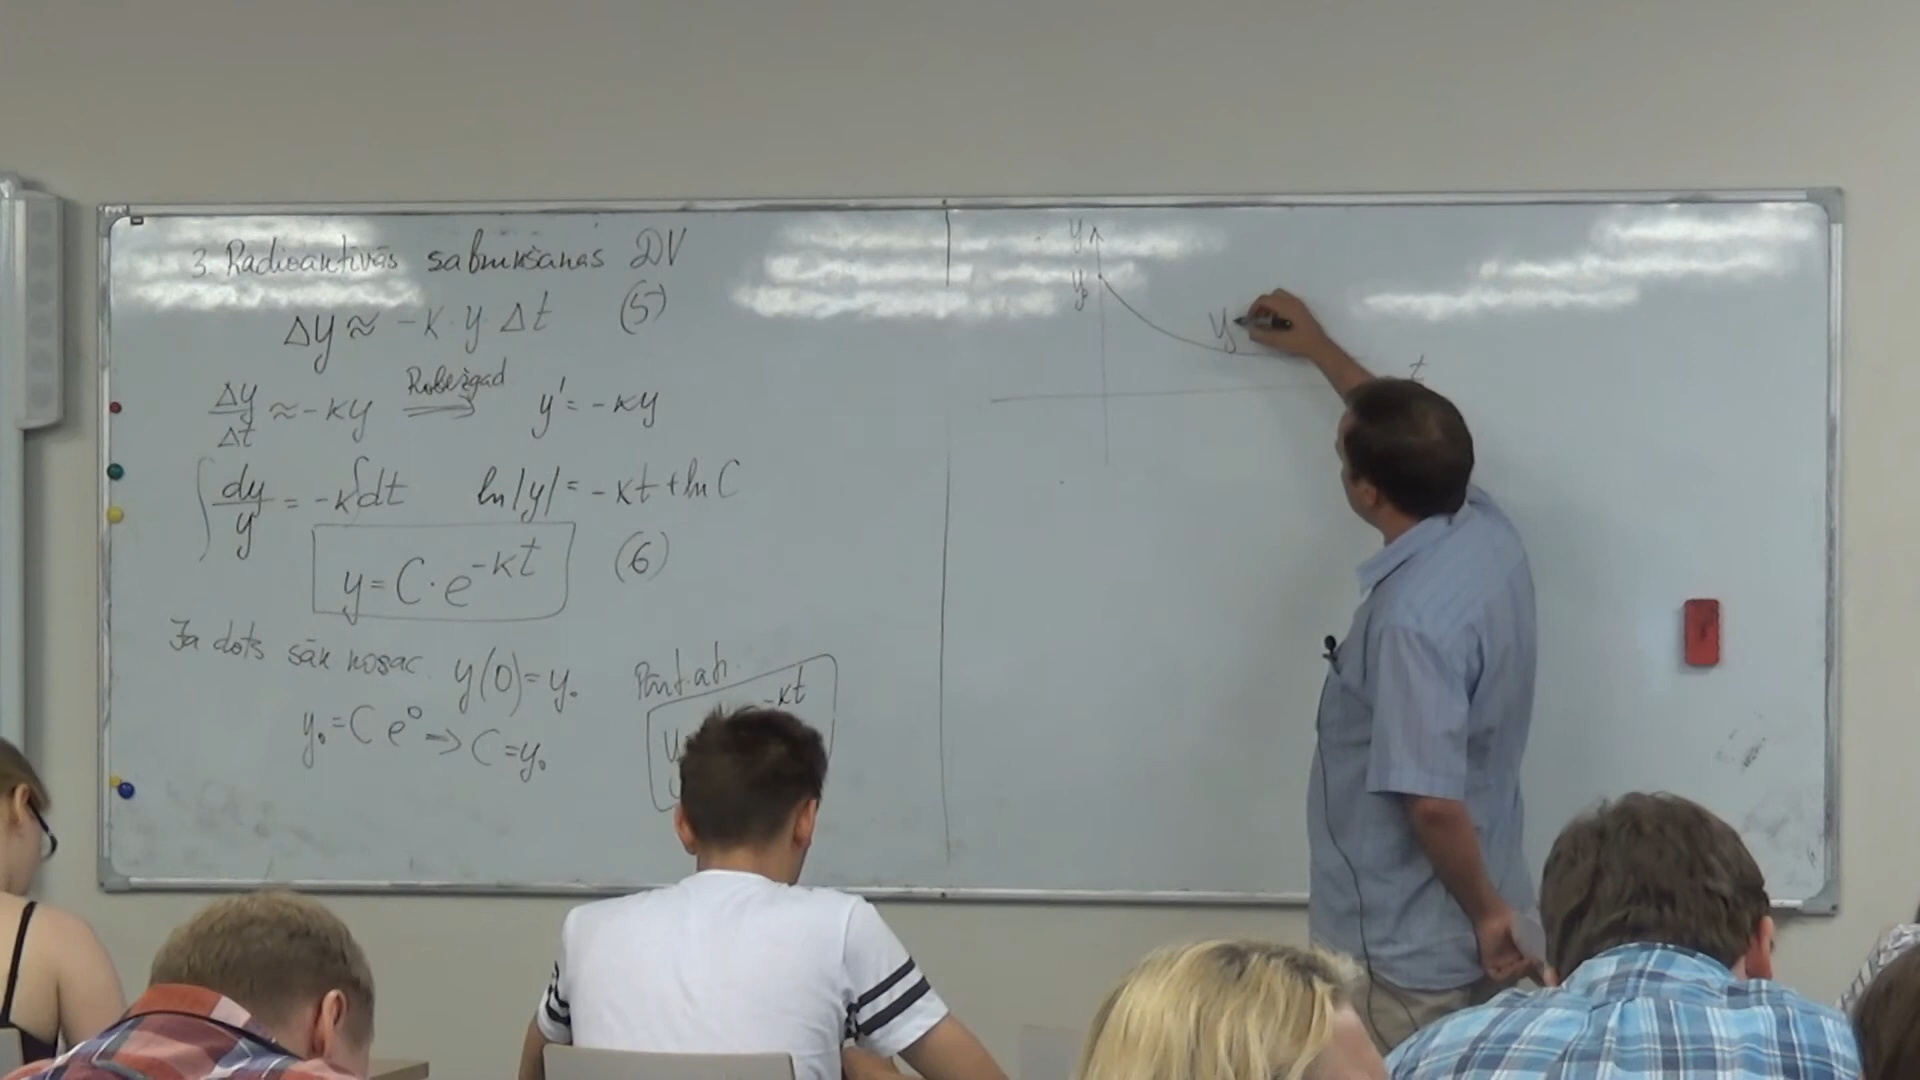 3. Radioaktīvās sabrukšanas DV
Δy ≈ -k·y·Δt (5)
Δy/Δt ≈ -ky Robežgad ⟹ y' = -ky
∫ dy/y = -k∫dt ln|y| = -kt + ln C
y = C·e^{-kt} (6)
Ja dots sāk nosac. y(0) = y₀
y₀ = C e⁰ ⇒ C = y₀
-kt
y
y₀
y
t